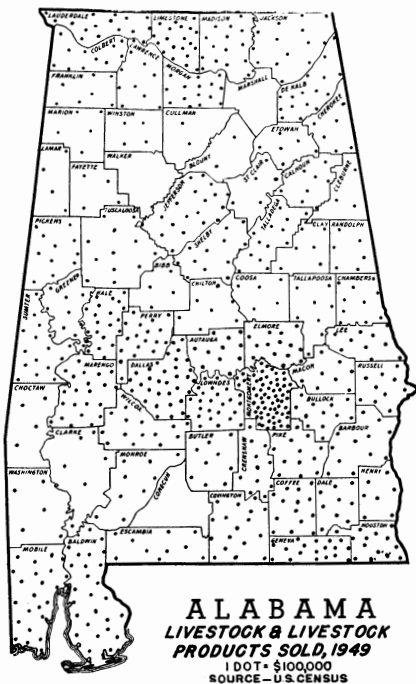 LAUDERDALE
LIMESTONE
MADISON
JACKSON
COLBERT
LAWRENCE
MORGAN
FRANKLIN
MARSHALL
DE KALB
MARION
WINSTON
CULLMAN
CHEROKEE
ETOWAH
LAMAR
FAYETTE
WALKER
BLOUNT
ST CLAIR
CALHOUN
CLEBURNE
JEFFERSON
TALLADEGA
PICKENS
TUSCALOOSA
SHELBY
CLAY
RANDOLPH
BIBB
GREENE
HALE
CHILTON
COOSA
TALLAPOOSA
CHAMBERS
SUMTER
PERRY
AUTAUGA
ELMORE
LEE
MARENGO
DALLAS
LOWNDES
MONTGOMERY
MACON
RUSSELL
CHOCTAW
WILCOX
BULLOCK
CLARKE
BUTLER
CRENSHAW
PIKE
BARBOUR
MONROE
CONECUH
WASHINGTON
COVINGTON
COFFEE
DALE
HENRY
ESCAMBIA
GENEVA
HOUSTON
MOBILE
BALDWIN
ALABAMA
LIVESTOCK & LIVESTOCK
PRODUCTS SOLD, 1949
1 DOT = $100,000
SOURCE — U.S. CENSUS